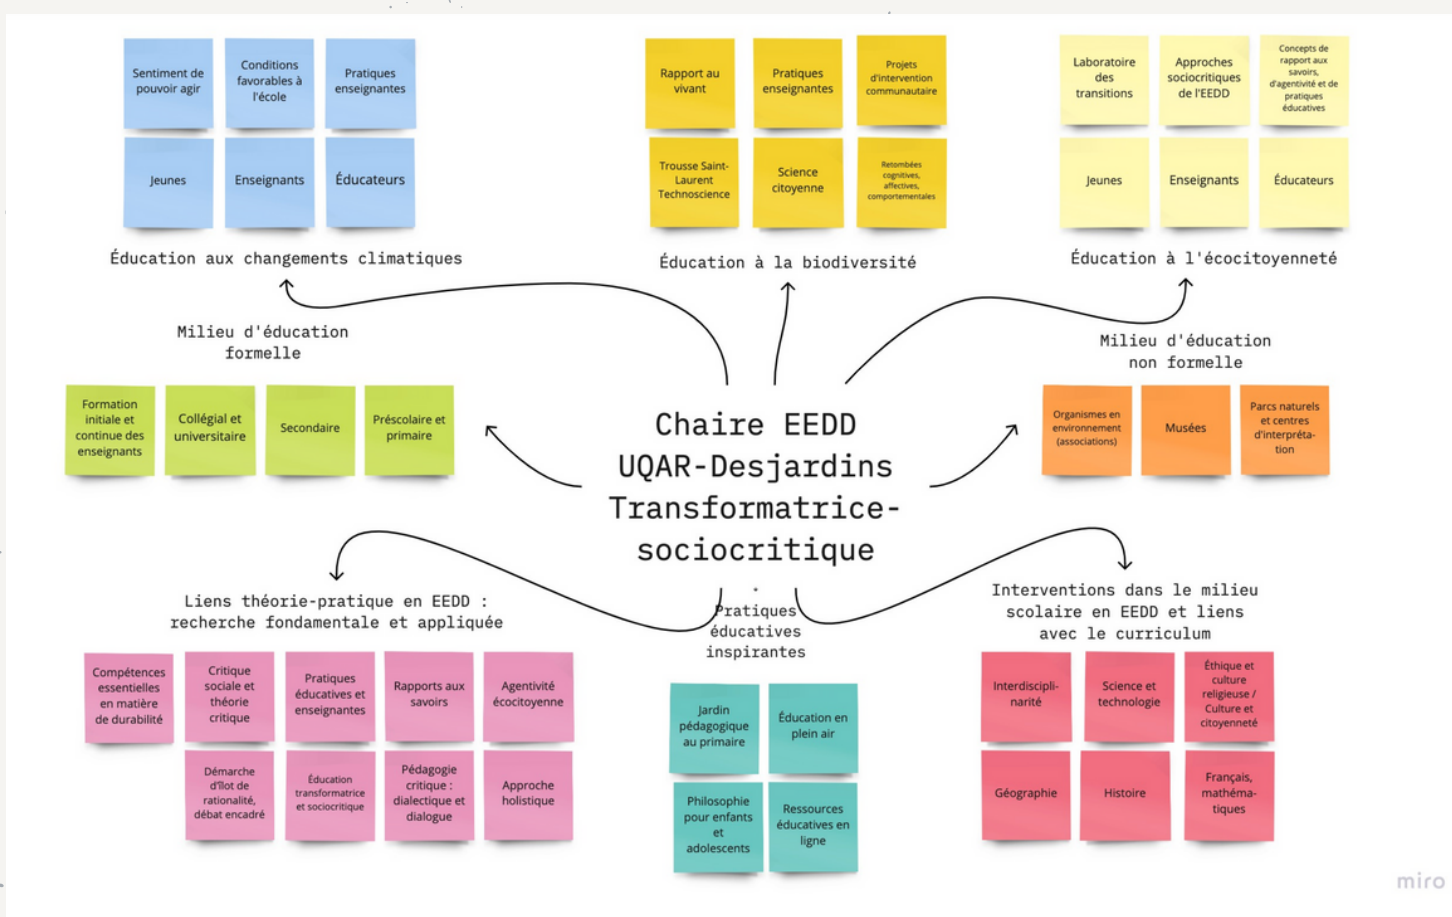 Sentiment de
pouvoir agir
Conditions
favorables à
l'école
Pratiques
enseignantes
Jeunes
Enseignants
Éducateurs
Éducation aux changements climatiques
Rapport au
vivant
Pratiques
enseignantes
Projets
d'intervention
communautaire
Trousse Saint-
Laurent
Technoscience
Science
citoyenne
Retombées
cognitives,
affectives,
comportementales
Éducation à la biodiversité
Laboratoire
des
transitions
Approches
sociocritiques
de l'EEDD
Concepts de
rapport aux
savoirs,
d'agentivité et de
pratiques
éducatives
Jeunes
Enseignants
Éducateurs
Éducation à l'écocitoyenneté
Milieu d'éducation
formelle
Formation
initiale et
continue des
enseignants
Collégial et
universitaire
Secondaire
Préscolaire et
primaire
Chaire EEDD
UQAR-Desjardins
Transformatrice-
sociocritique
Milieu d'éducation
non formelle
Organismes en
environnement
(associations)
Musées
Parcs naturels
et centres
d'interpréta-
tion
Liens théorie-pratique en EEDD :
recherche fondamentale et appliquée
Compétences
essentielles
en matière
de durabilité
Critique
sociale et
théorie
critique
Pratiques
éducatives et
enseignantes
Rapports aux
savoirs
Agentivité
écocitoyenne
Démarche
d'îlot de
rationalité,
débat encadré
Éducation
transformatrice
et sociocritique
Pédagogie
critique :
dialectique et
dialogue
Approche
holistique
Pratiques
éducatives
inspirantes
Jardin
pédagogique
au primaire
Éducation en
plein air
Philosophie
pour enfants
et
adolescents
Ressources
éducatives en
ligne
Interventions dans le milieu
scolaire en EEDD et liens
avec le curriculum
Interdiscipli-
narité
Science et
technologie
Éthique et
culture
religieuse /
Culture et
citoyenneté
Géographie
Histoire
Français,
mathéma-
tiques
miro